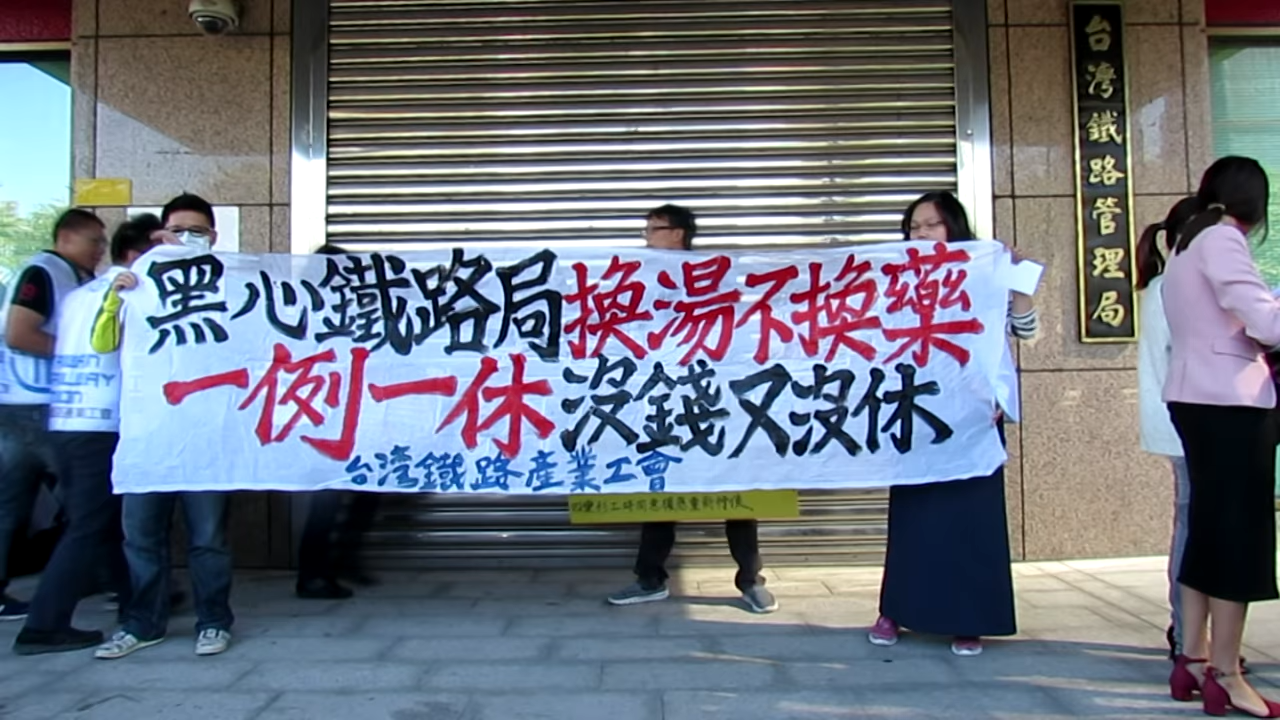 台灣鐵路管理局
黑心鐵路局換湯不換藥
一例一休沒錢又沒休
台灣鐵路產業工會